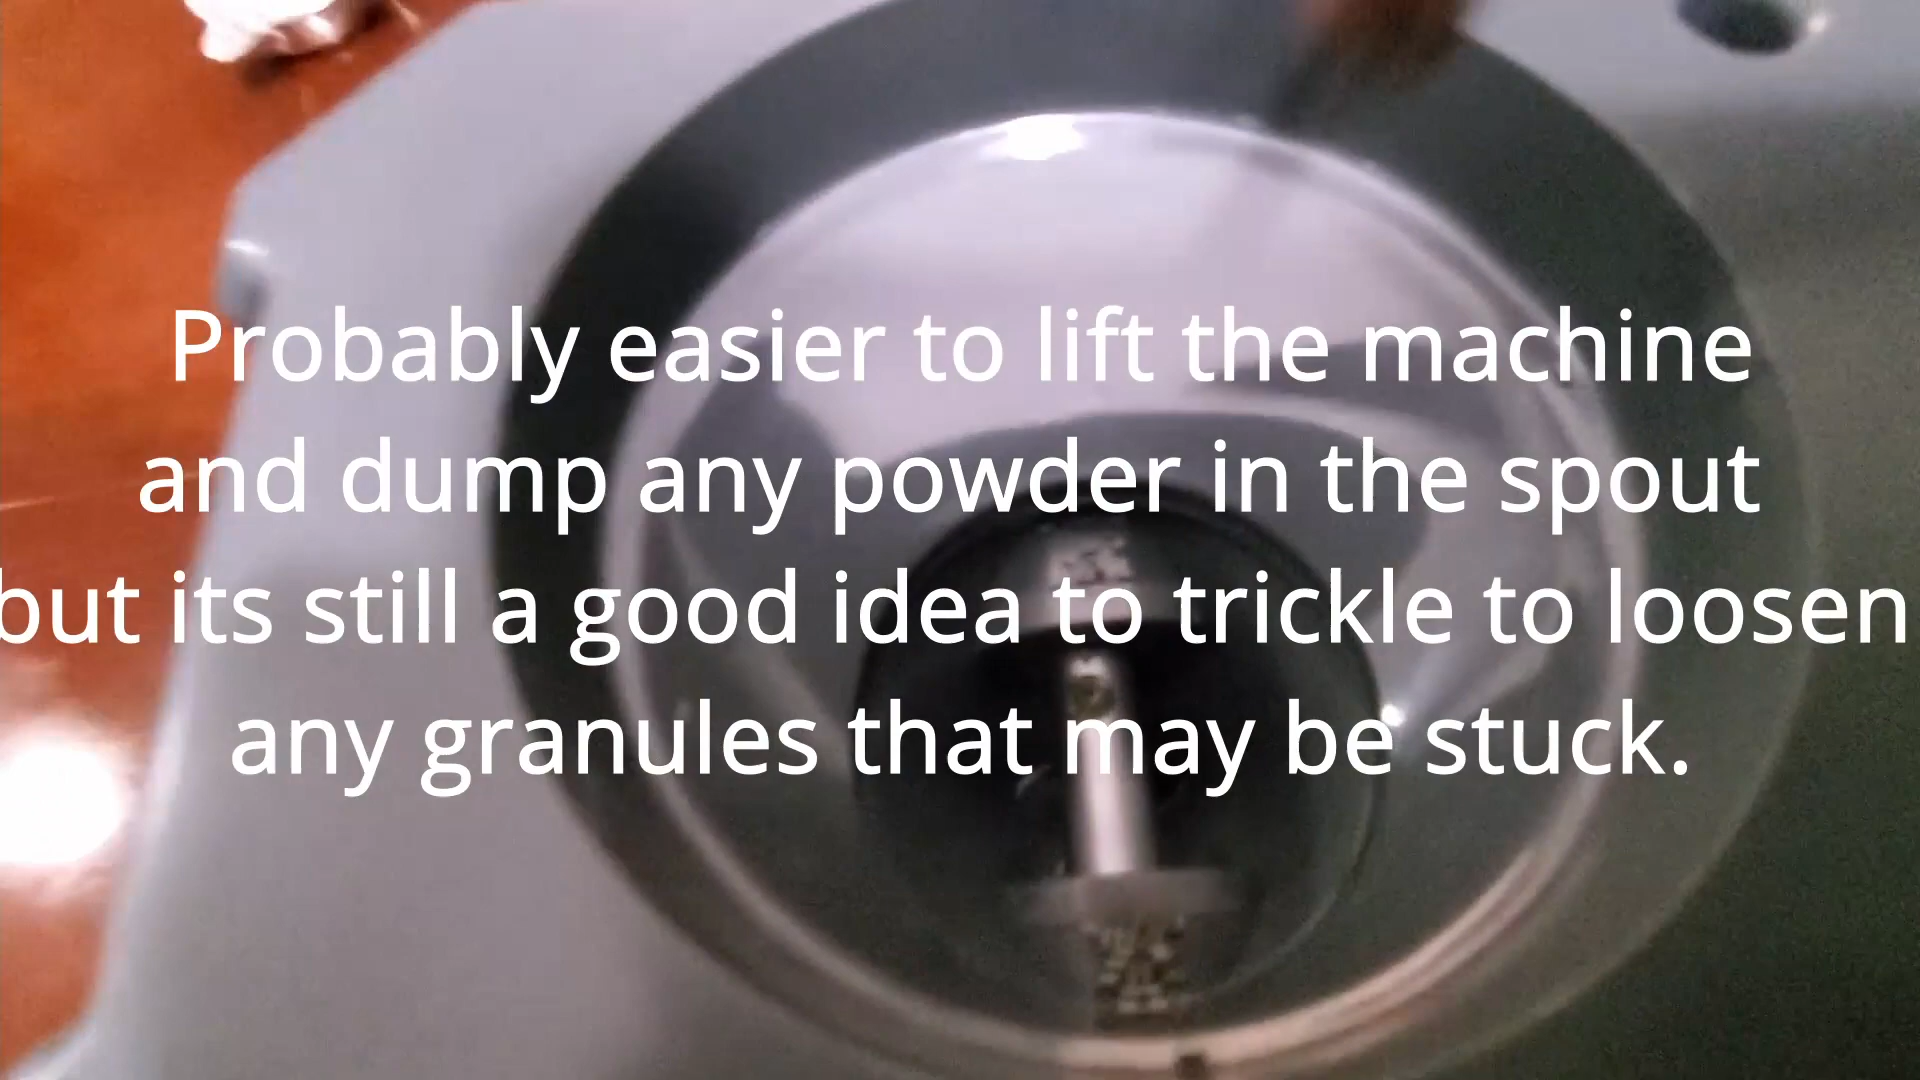 Probably easier to lift the machine
and dump any powder in the spout
but its still a good idea to trickle to loosen
any granules that may be stuck.